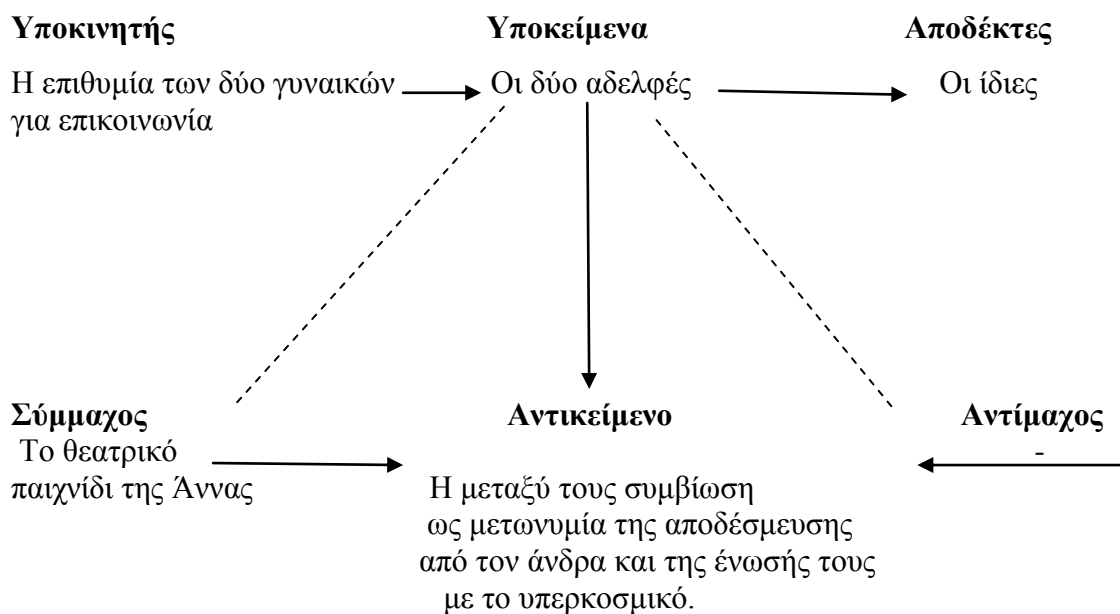 Υποκινητής Υποκείμενα Αποδέκτες
Η επιθυμία των δύο γυναικών Οι δύο αδελφές Οι ίδιες
για επικοινωνία
Σύμμαχος Αντικείμενο Αντίμαχος
Το θεατρικό -
παιχνίδι της Άννας Η μεταξύ τους συμβίωση
ως μετωνυμία της αποδέσμευσης
από τον άνδρα και της ένωσής τους
με το υπερκοσμικό.